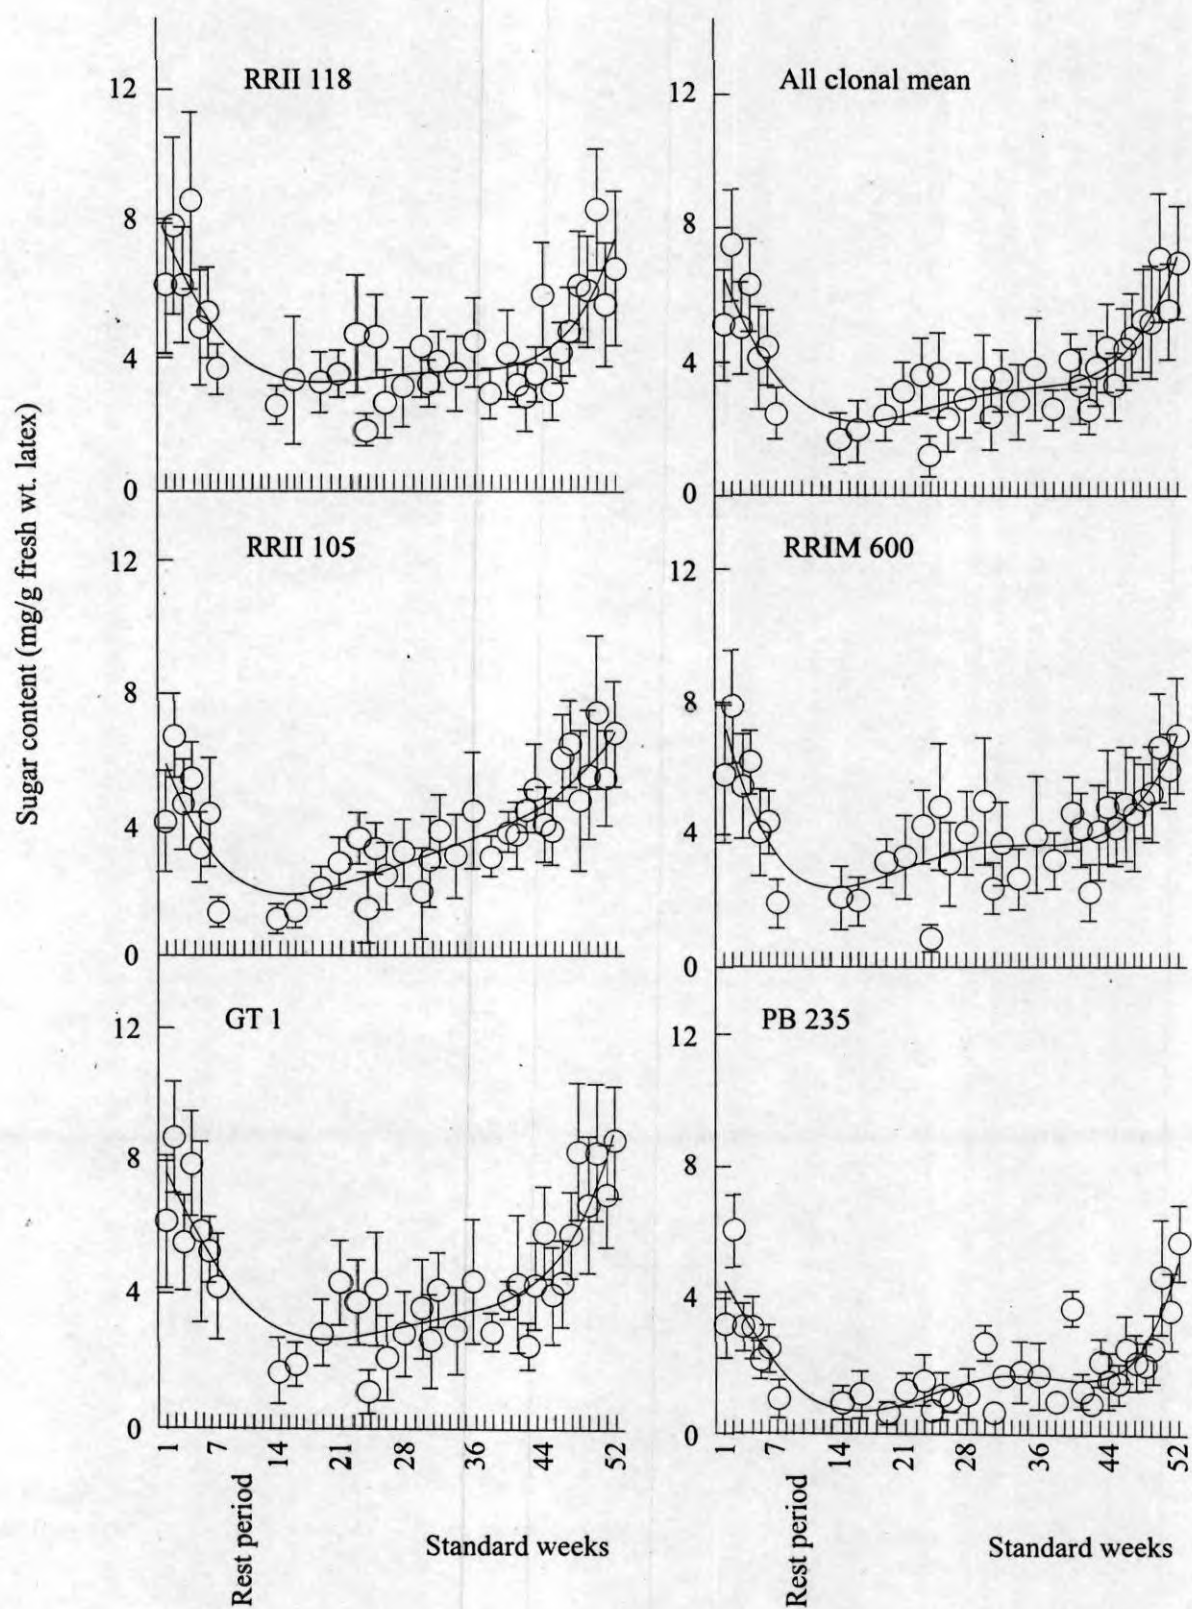 Sugar content (mg/g fresh wt. latex)
RRII 118
12
8
4
0
All clonal mean
12
8
4
0
RRII 105
12
8
4
0
RRIM 600
12
8
4
0
GT 1
12
8
4
0
1 7 14 21 28 36 44 52
Rest period
Standard weeks
PB 235
12
8
4
0
1 7 14 21 28 36 44 52
Rest period
Standard weeks